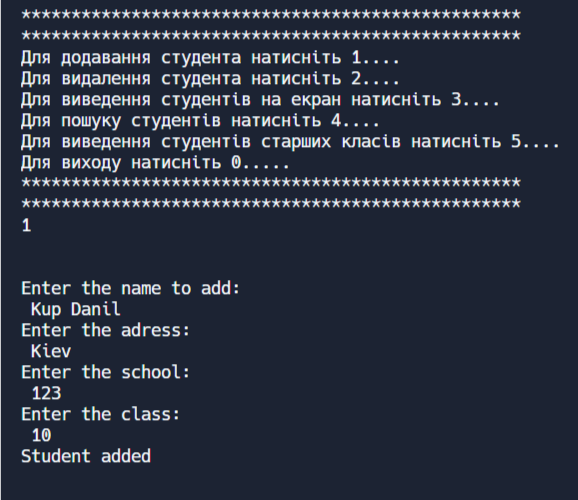 **************************************************
**************************************************
Для додавання студента натисніть 1....
Для видалення студента натисніть 2....
Для виведення студентів на екран натисніть 3....
Для пошуку студентів натисніть 4....
Для виведення студентів старших класів натисніть 5....
Для виходу натисніть 0.....
**************************************************
**************************************************
1
Enter the name to add:
Kup Danil
Enter the adress:
Kiev
Enter the school:
123
Enter the class:
10
Student added